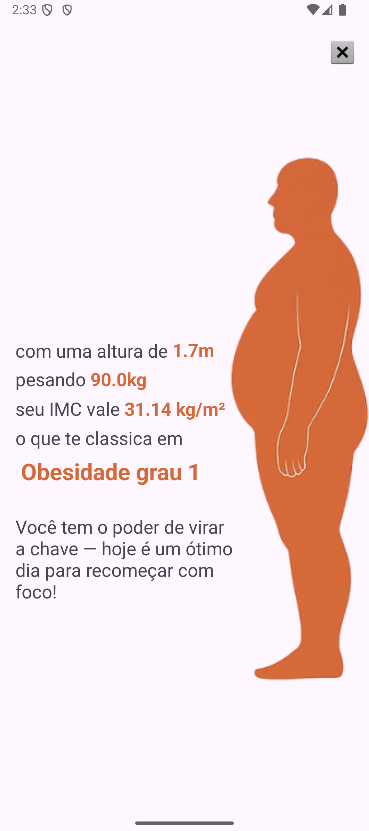 2:33
com uma altura de 1.7m
pesando 90.0kg
seu IMC vale 31.14 kg/m²
o que te classica em
Obesidade grau 1
Você tem o poder de virar
a chave — hoje é um ótimo
dia para recomeçar com
foco!